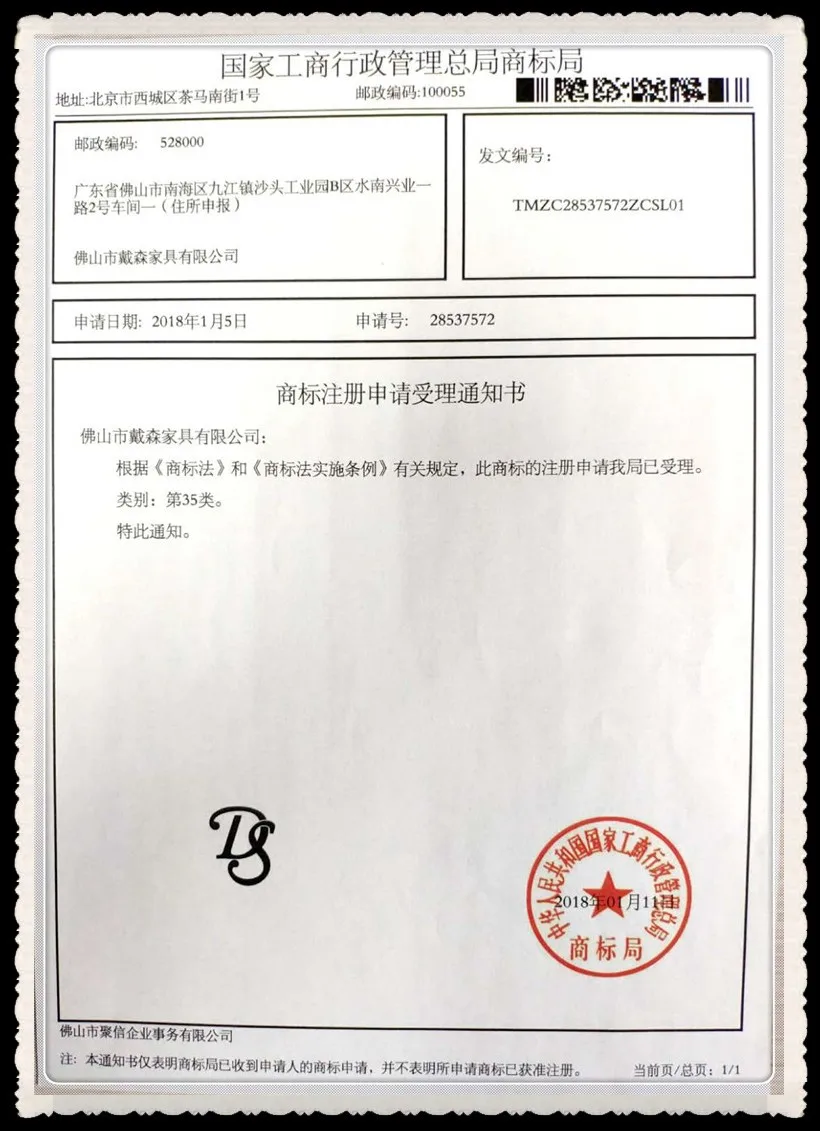 国家工商行政管理总局商标局
地址:北京市西城区茶马南街1号 邮政编码:100055
邮政编码: 528000
广东省佛山市南海区九江镇沙头工业园B区水南兴业一
路2号车间一（住所申报）
佛山市戴森家具有限公司
发文编号:
TMZC28537572ZCSL01
申请日期: 2018年1月5日 申请号: 28537572
商标注册申请受理通知书
佛山市戴森家具有限公司:
根据《商标法》和《商标法实施条例》有关规定，此商标的注册申请我局已受理。
类别: 第35类。
特此通知。
DS
中华人民共和国国家工商行政管理总局
2018年01月11日
商标局
佛山市聚信企业事务有限公司
注: 本通知书仅表明商标局已收到申请人的商标申请，并不表明所申请商标已获准注册。 当前页/总页: 1/1